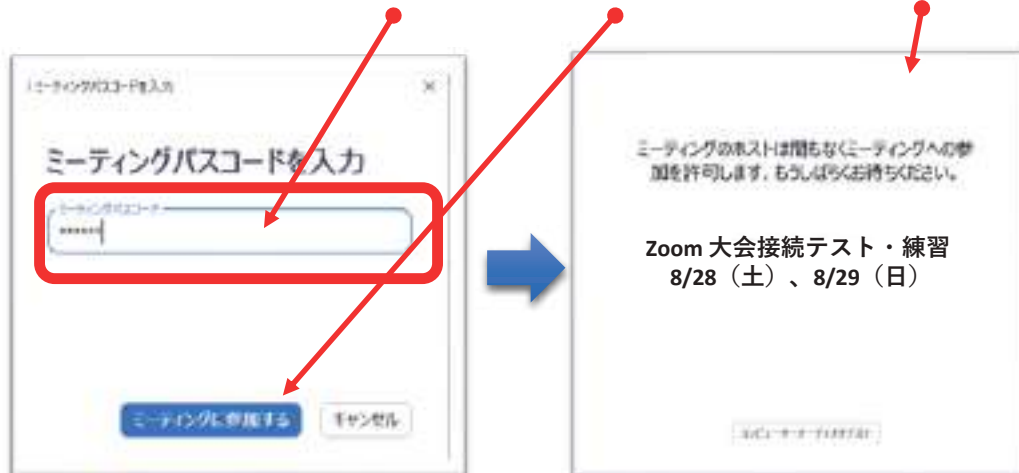 ミーティングパスコードを入力
ミーティングパスコードを入力
ミーティングパスコード
******
ミーティングに参加する
キャンセル
ミーティングのホストは間もなくミーティングへの参
加を許可します、もうしばらくお待ちください。
Zoom 大会接続テスト・練習
8/28（土）、8/29（日）